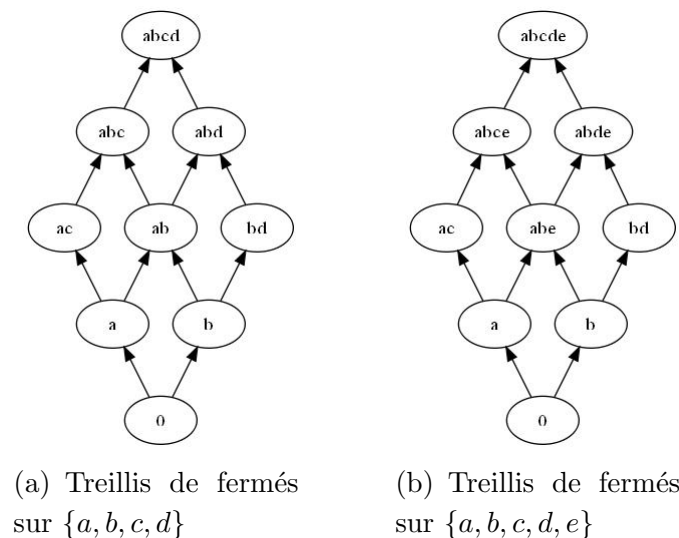 abcd
abcde
abc
abd
abce
abde
ac
ab
bd
ac
abe
bd
a
b
a
b
0
0
(a) Treillis de fermés
sur {a, b, c, d}
(b) Treillis de fermés
sur {a, b, c, d, e}